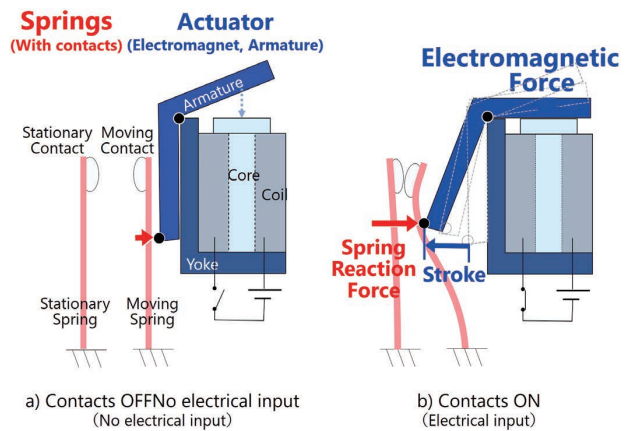 Springs
(With contacts)
Actuator
(Electromagnet, Armature)
Armature
Stationary
Contact
Moving
Contact
Core
Coil
Yoke
Stationary
Spring
Moving
Spring
a) Contacts OFFNo electrical input
(No electrical input)
Electromagnetic
Force
Spring
Reaction
Force
Stroke
b) Contacts ON
(Electrical input)